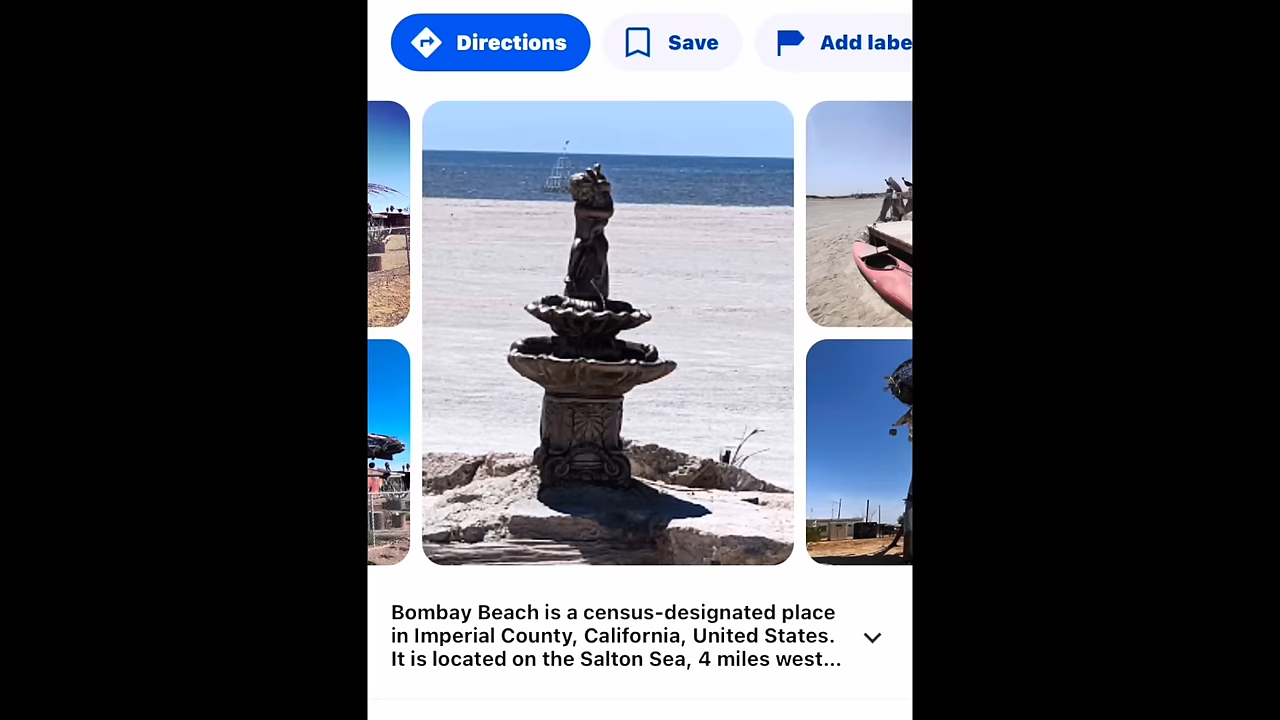 Directions
Save
Add labe
Bombay Beach is a census-designated place
in Imperial County, California, United States.
It is located on the Salton Sea, 4 miles west...